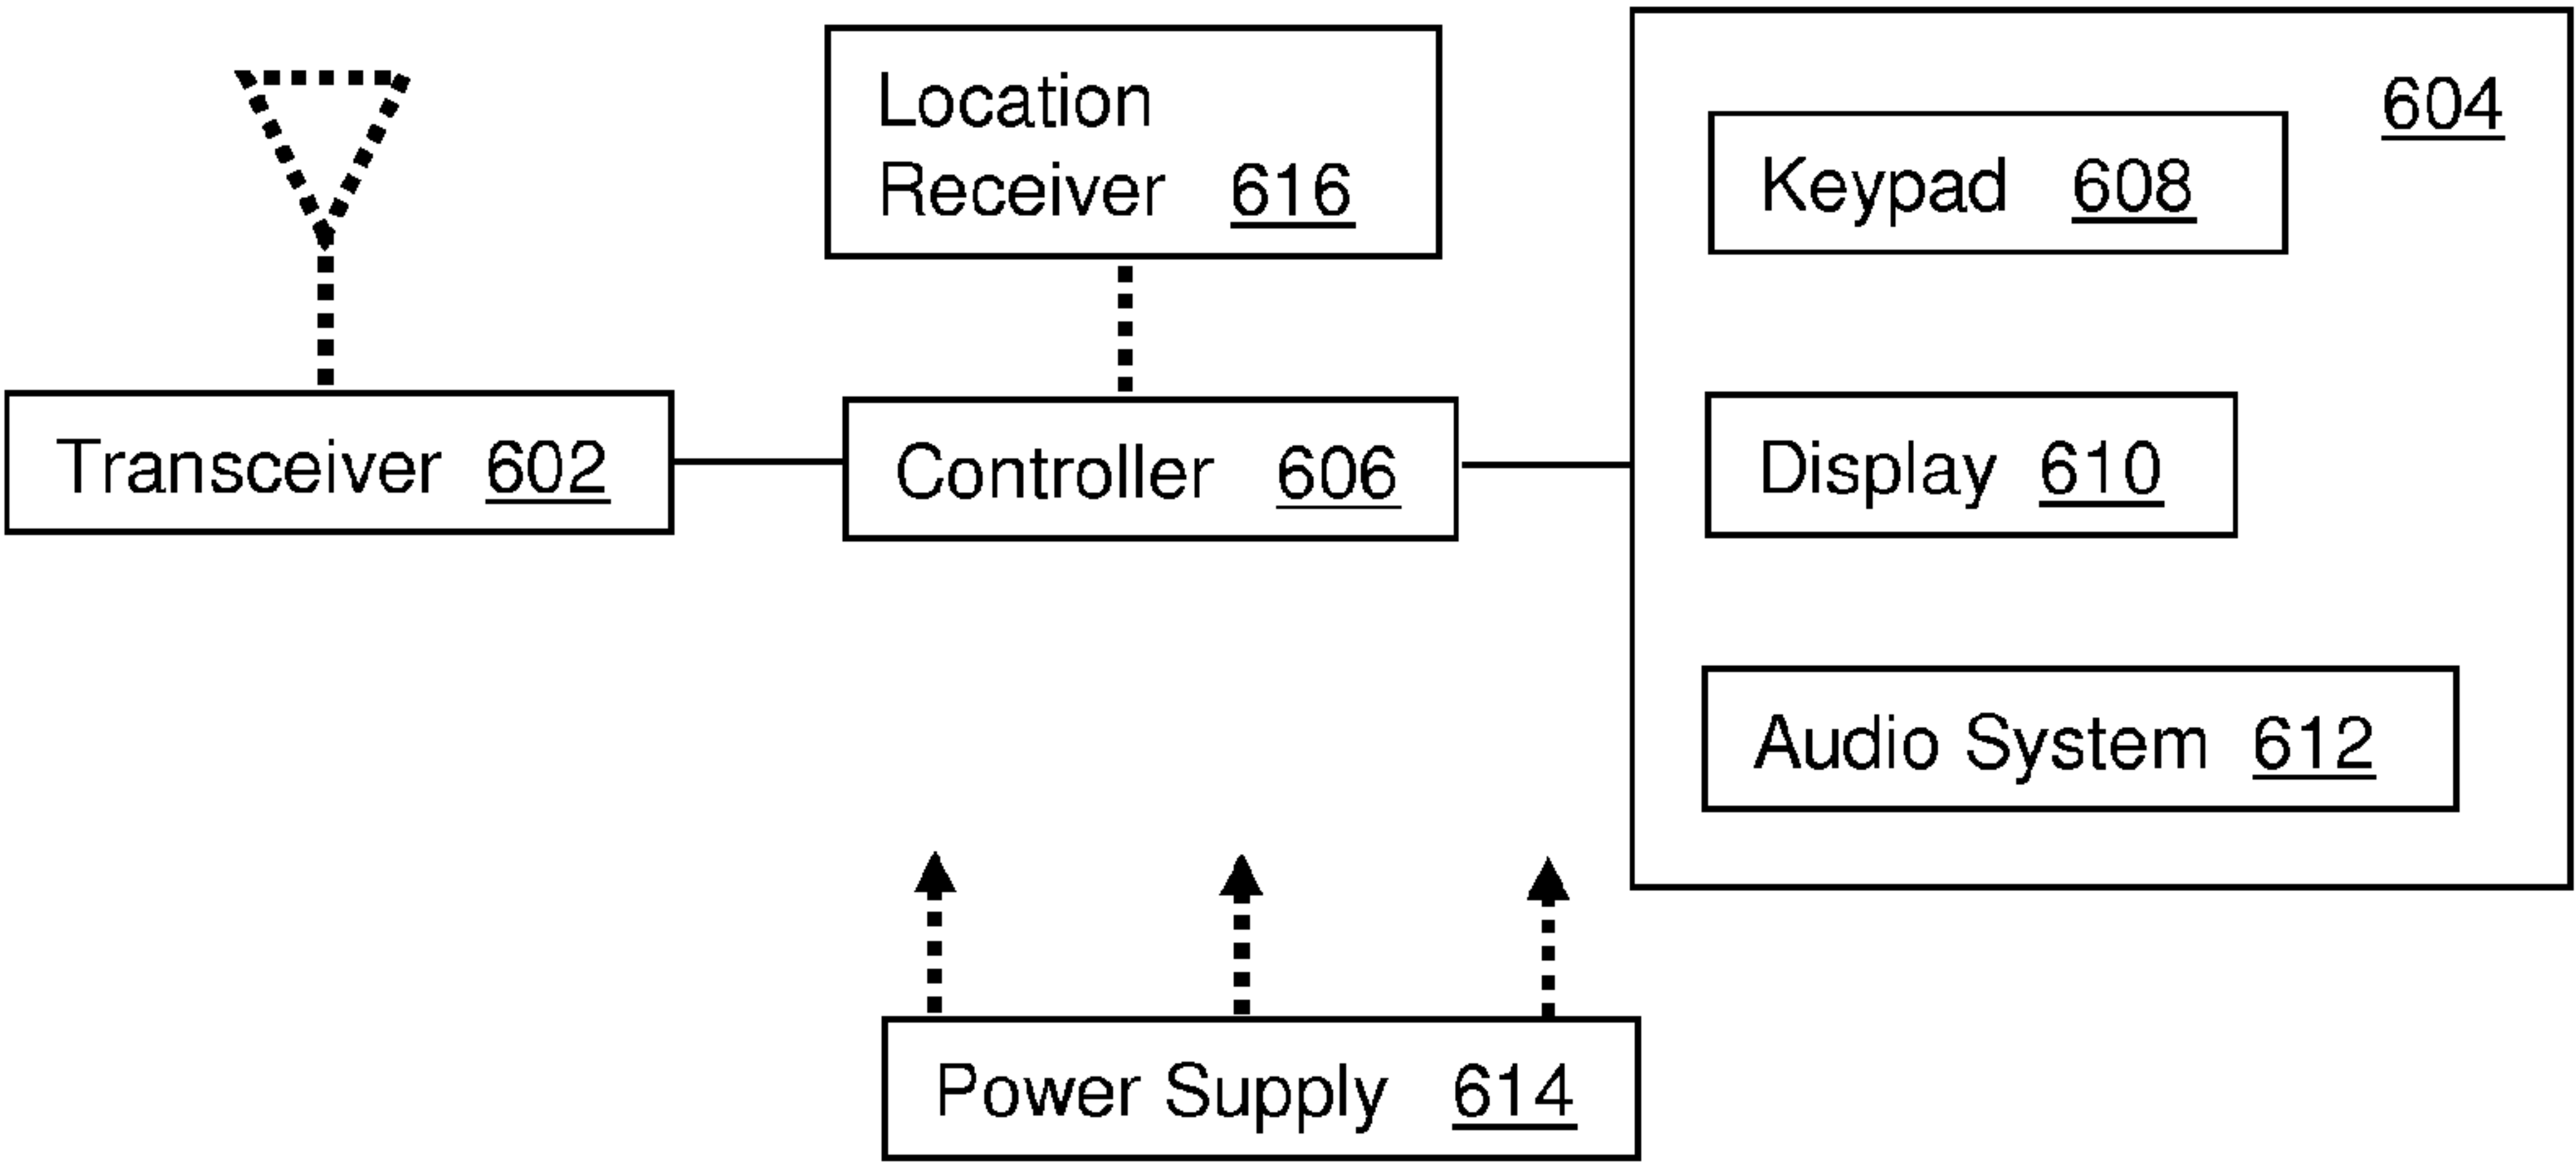 Location
Receiver 616
604
Keypad 608
Transceiver 602
Controller 606
Display 610
Audio System 612
Power Supply 614